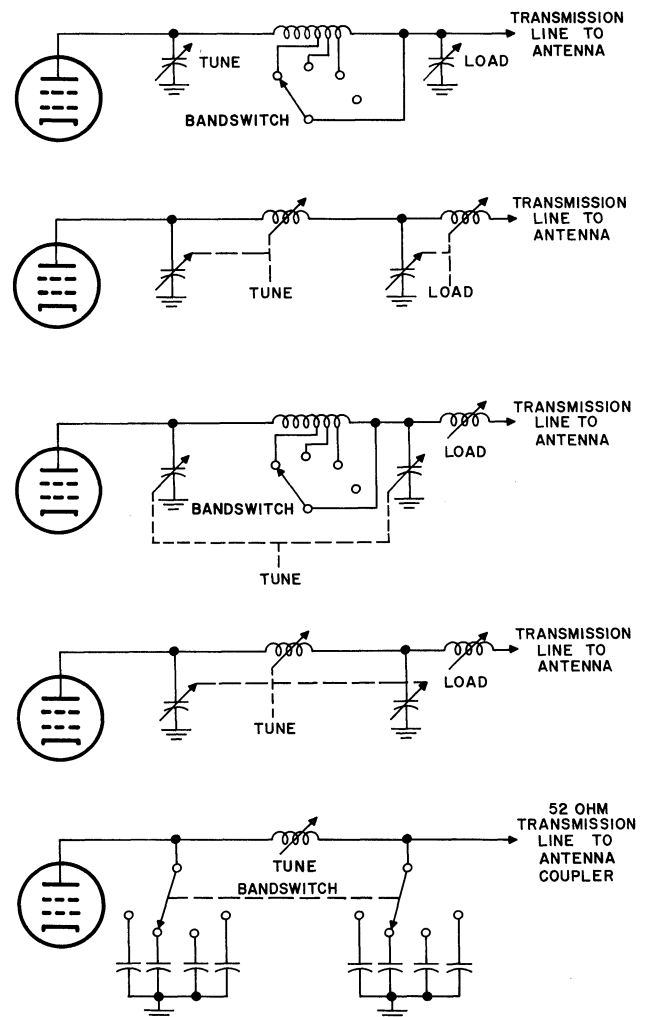 TRANSMISSION
LINE TO
ANTENNA
TUNE
LOAD
BANDSWITCH
TRANSMISSION
LINE TO
ANTENNA
TUNE
LOAD
TRANSMISSION
LINE TO
ANTENNA
LOAD
BANDSWITCH
TUNE
TRANSMISSION
LINE TO
ANTENNA
LOAD
TUNE
52 OHM
TRANSMISSION
LINE TO
ANTENNA
COUPLER
TUNE
BANDSWITCH